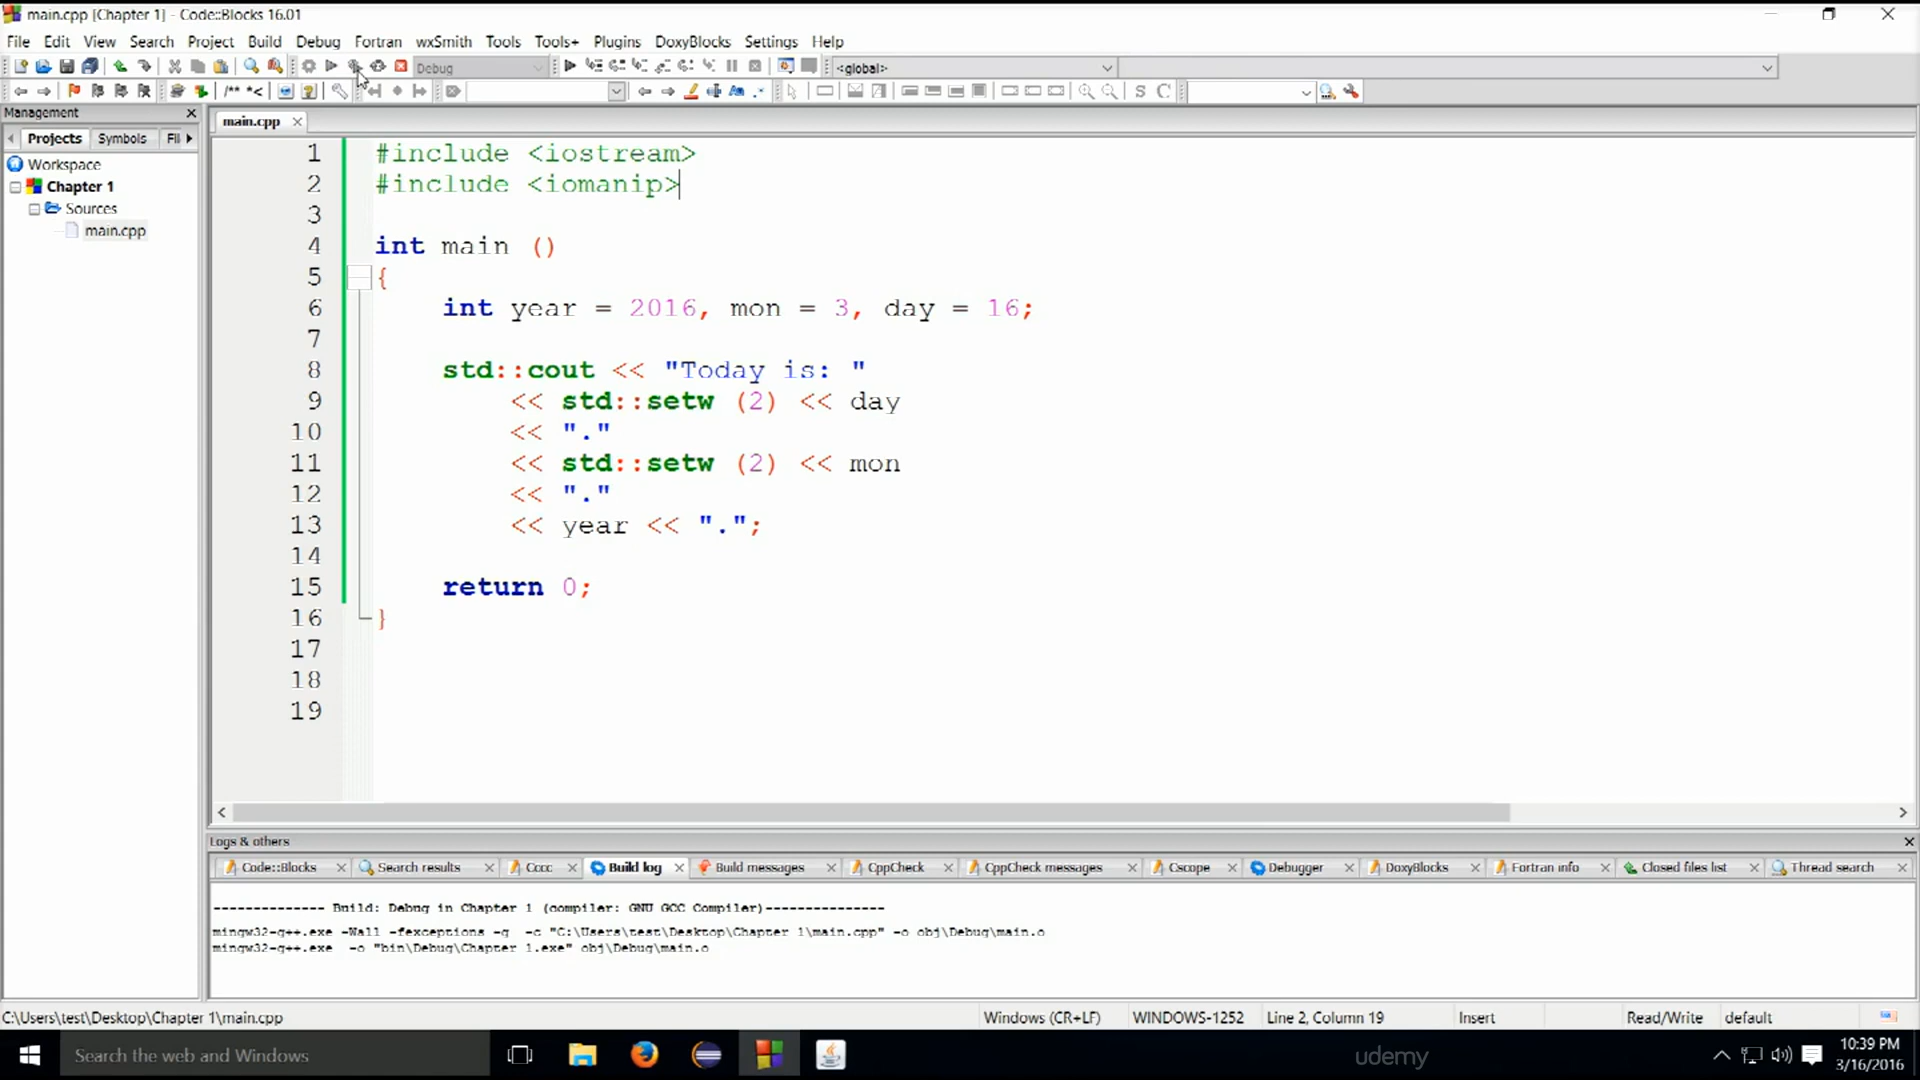 main.cpp [Chapter 1] - Code::Blocks 16.01
File Edit View Search Project Build Debug Fortran wxSmith Tools Tools+ Plugins DoxyBlocks Settings Help
Debug <global>
/** *< S C
Management
main.cpp
Projects Symbols Fil
Workspace
Chapter 1
Sources
main.cpp
1 #include <iostream>
2 #include <iomanip>
3
4 int main ()
5 {
6 int year = 2016, mon = 3, day = 16;
7
8 std::cout << "Today is: "
9 << std::setw (2) << day
10 << "."
11 << std::setw (2) << mon
12 << "."
13 << year << ".";
14
15 return 0;
16 }
17
18
19
Logs & others
Code::Blocks Search results Cccc Build log Build messages CppCheck CppCheck messages Cscope Debugger DoxyBlocks Fortran info Closed files list Thread search
-------------- Build: Debug in Chapter 1 (compiler: GNU GCC Compiler)---------------
mingw32-g++.exe -Wall -fexceptions -g -c "C:\Users\test\Desktop\Chapter 1\main.cpp" -o obj\Debug\main.o
mingw32-g++.exe -o "bin\Debug\Chapter 1.exe" obj\Debug\main.o
C:\Users\test\Desktop\Chapter 1\main.cpp Windows (CR+LF) WINDOWS-1252 Line 2, Column 19 Insert Read/Write default
Search the web and Windows
udemy
10:39 PM
3/16/2016